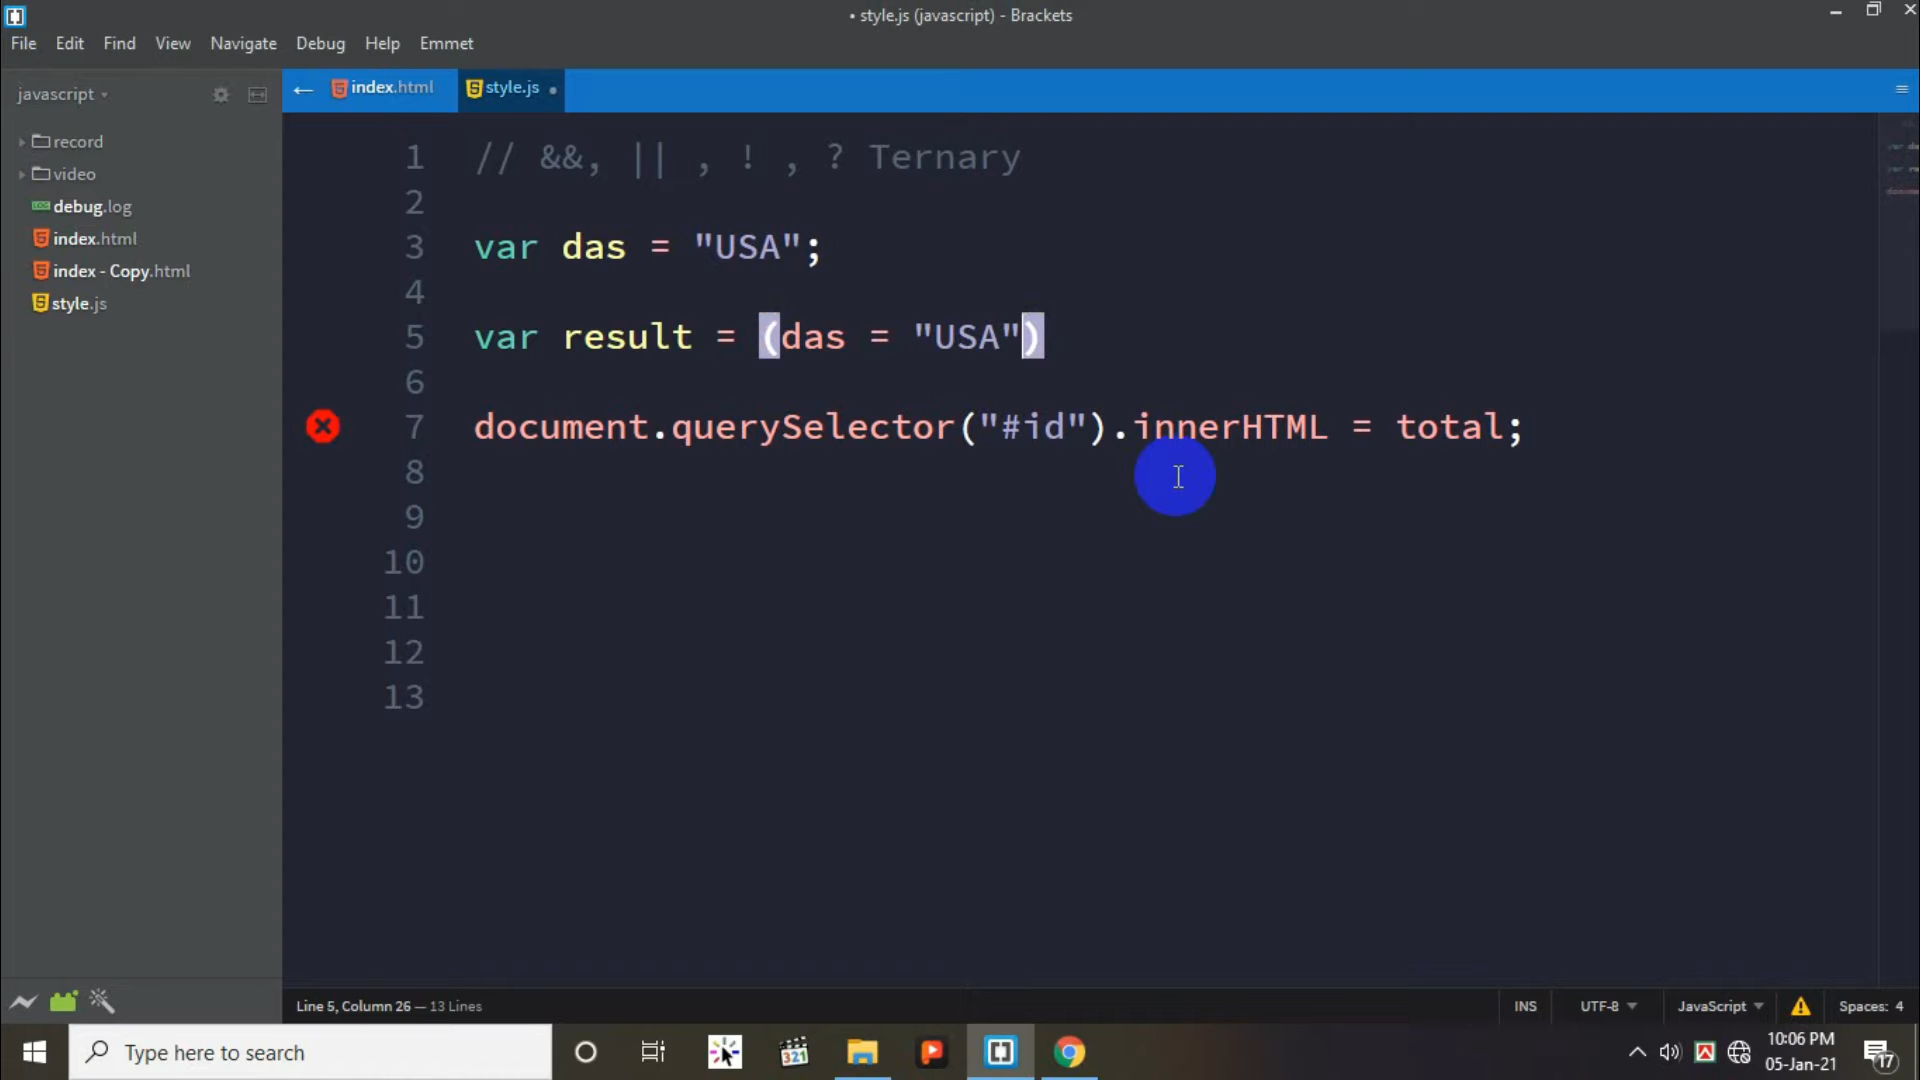 • style.js (javascript) - Brackets
File Edit Find View Navigate Debug Help Emmet
javascript
index.html
style.js
record
video
debug.log
index.html
index - Copy.html
style.js
1 // &&, || , ! , ? Ternary
2
3 var das = "USA";
4
5 var result = (das = "USA")
6
7 document.querySelector("#id").innerHTML = total;
8
9
10
11
12
13
Line 5, Column 26 — 13 Lines
INS UTF-8 JavaScript Spaces: 4
Type here to search
321
10:06 PM
05-Jan-21
17